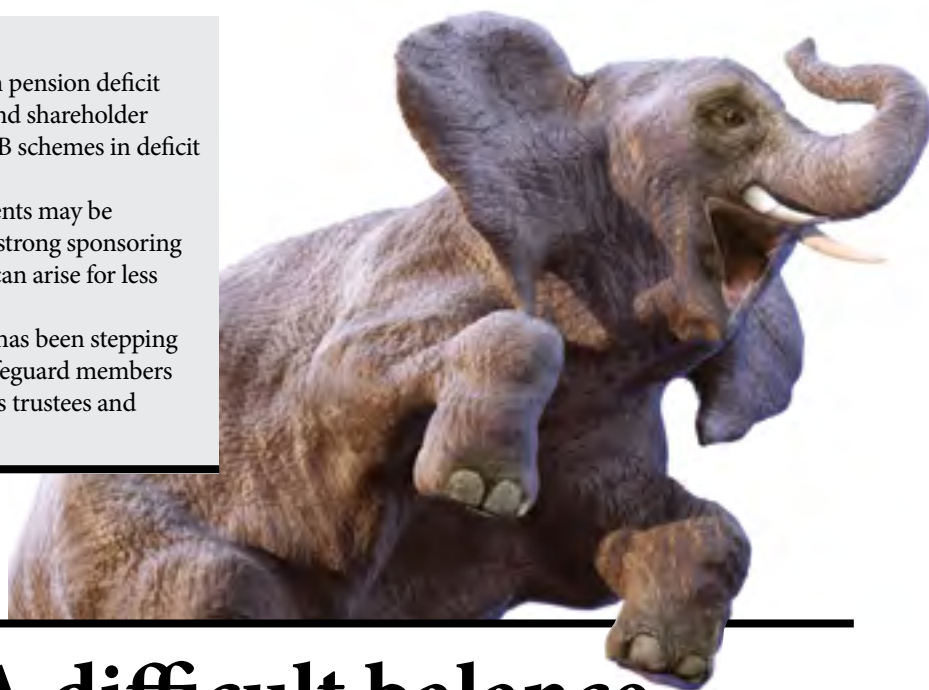 pension deficit
nd shareholder
B schemes in deficit
ents may be
strong sponsoring
can arise for less
has been stepping
feguard members
s trustees and
A difficult balance